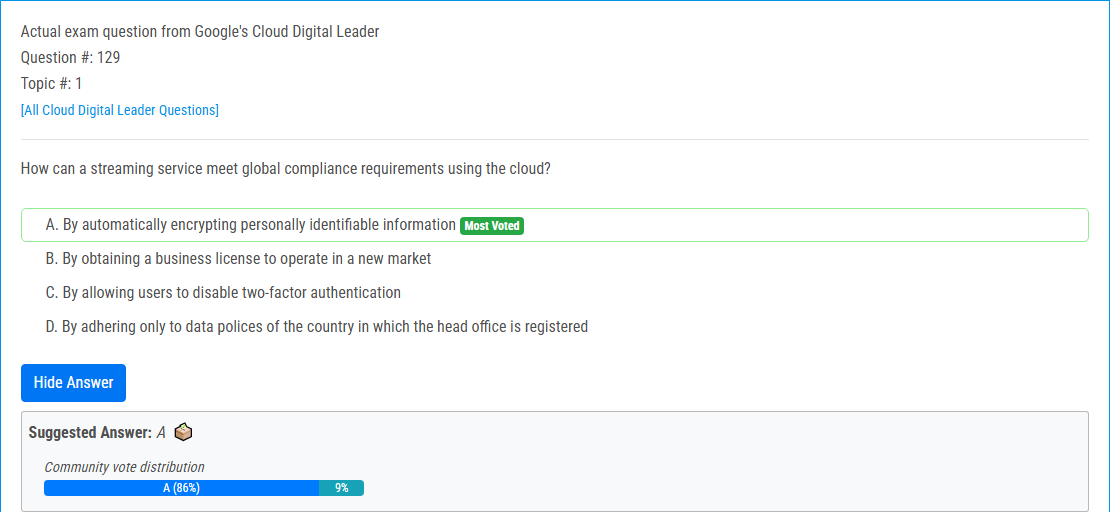 Actual exam question from Google's Cloud Digital Leader
Question #: 129
Topic #: 1
[All Cloud Digital Leader Questions]
How can a streaming service meet global compliance requirements using the cloud?
A. By automatically encrypting personally identifiable information Most Voted
B. By obtaining a business license to operate in a new market
C. By allowing users to disable two-factor authentication
D. By adhering only to data polices of the country in which the head office is registered
Hide Answer
Suggested Answer: A
Community vote distribution
A (86%) 9%